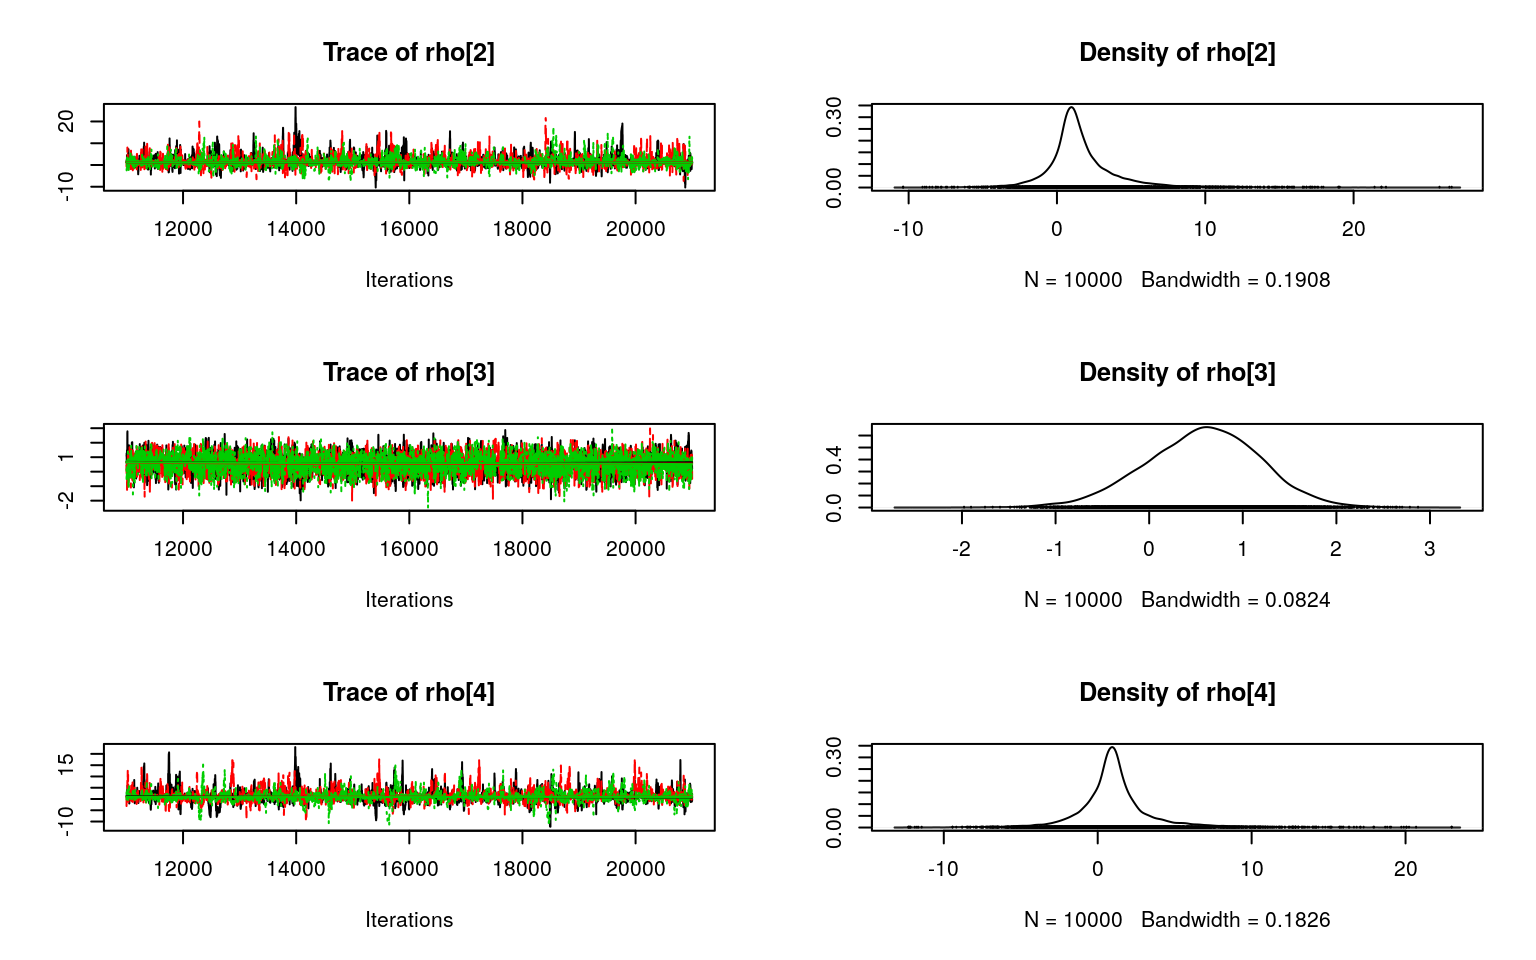 Trace of rho[2]
20
-10
12000 14000 16000 18000 20000
Iterations
Density of rho[2]
0.30
0.00
-10 0 10 20
N = 10000 Bandwidth = 0.1908
Trace of rho[3]
1
-2
12000 14000 16000 18000 20000
Iterations
Density of rho[3]
0.4
0.0
-2 -1 0 1 2 3
N = 10000 Bandwidth = 0.0824
Trace of rho[4]
15
-10
12000 14000 16000 18000 20000
Iterations
Density of rho[4]
0.30
0.00
-10 0 10 20
N = 10000 Bandwidth = 0.1826